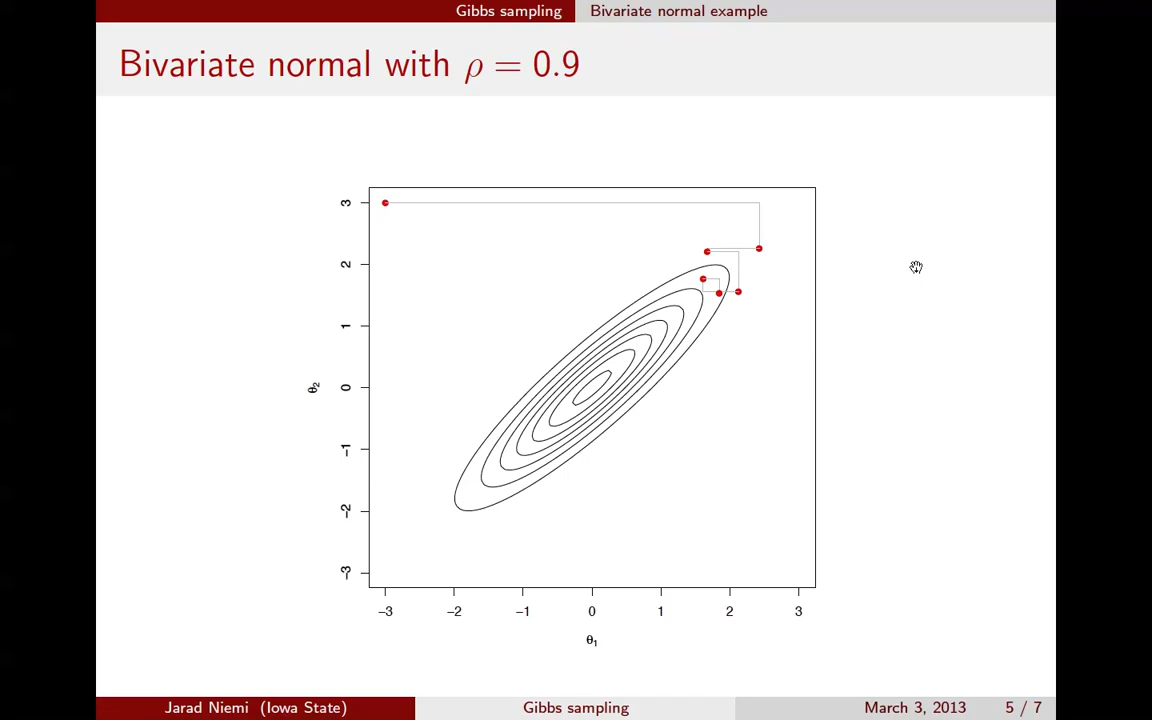 Gibbs sampling Bivariate normal example
Bivariate normal with ρ = 0.9
3
2
1
0
−1
−2
−3
θ2
−3 −2 −1 0 1 2 3
θ1
Jarad Niemi (Iowa State) Gibbs sampling March 3, 2013 5 / 7